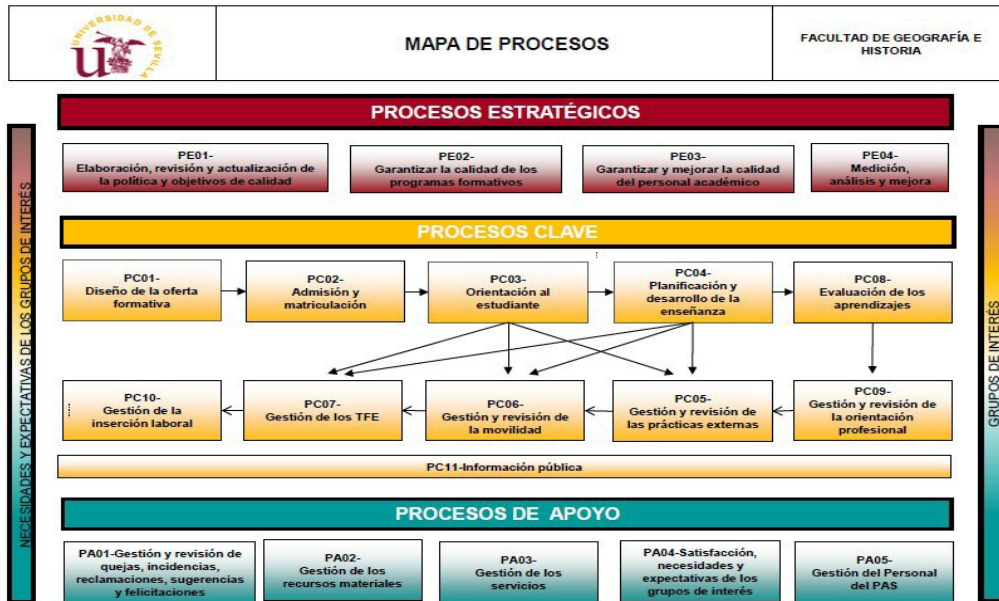 UNIVERSIDAD DE SEVILLA
MAPA DE PROCESOS
FACULTAD DE GEOGRAFÍA E
HISTORIA
NECESIDADES Y EXPECTATIVAS DE LOS GRUPOS DE INTERÉS
PROCESOS ESTRATÉGICOS
PE01-
Elaboración, revisión y actualización de
la política y objetivos de calidad
PE02-
Garantizar la calidad de los
programas formativos
PE03-
Garantizar y mejorar la calidad
del personal académico
PE04-
Medición,
análisis y mejora
PROCESOS CLAVE
PC01-
Diseño de la oferta
formativa
PC02-
Admisión y
matriculación
PC03-
Orientación al
estudiante
PC04-
Planificación y
desarrollo de la
enseñanza
PC08-
Evaluación de los
aprendizajes
PC10-
Gestión de la
inserción laboral
PC07-
Gestión de los TFE
PC06-
Gestión y revisión de
la movilidad
PC05-
Gestión y revisión de
las prácticas externas
PC09-
Gestión y revisión de
la orientación
profesional
PC11-Información pública
PROCESOS DE APOYO
PA01-Gestión y revisión de
quejas, incidencias,
reclamaciones, sugerencias
y felicitaciones
PA02-
Gestión de los
recursos materiales
PA03-
Gestión de los
servicios
PA04-Satisfacción,
necesidades y
expectativas de los
grupos de interés
PA05-
Gestión del Personal
del PAS
GRUPOS DE INTERÉS